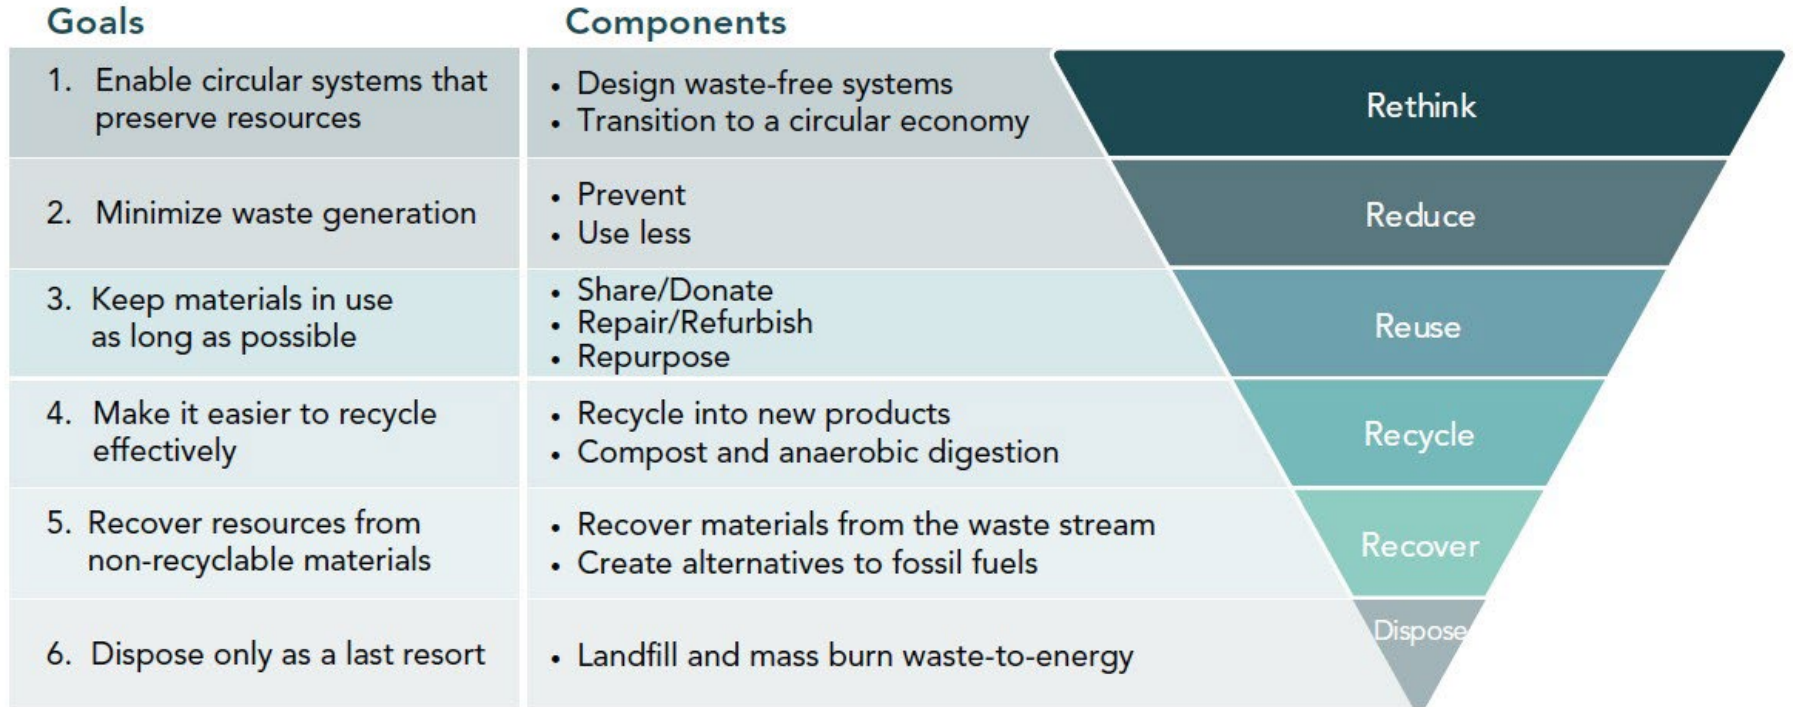 Goals
Components
1. Enable circular systems that
preserve resources
• Design waste-free systems
• Transition to a circular economy
Rethink
2. Minimize waste generation
• Prevent
• Use less
Reduce
3. Keep materials in use
as long as possible
• Share/Donate
• Repair/Refurbish
• Repurpose
Reuse
4. Make it easier to recycle
effectively
• Recycle into new products
• Compost and anaerobic digestion
Recycle
5. Recover resources from
non-recyclable materials
• Recover materials from the waste stream
• Create alternatives to fossil fuels
Recover
6. Dispose only as a last resort
• Landfill and mass burn waste-to-energy
Dispose